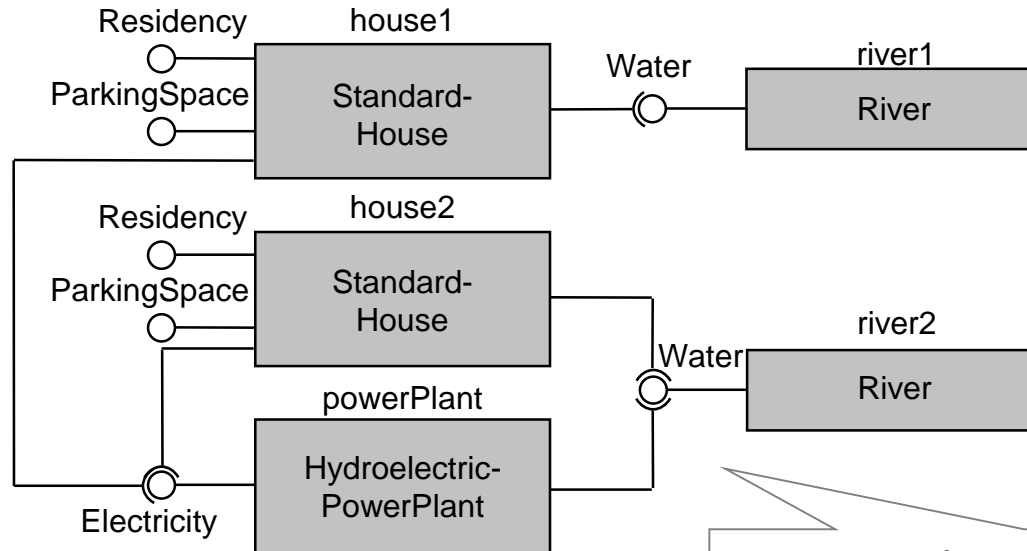 Residency
house1
ParkingSpace
Standard-
House
Water
river1
River
Residency
house2
ParkingSpace
Standard-
House
river2
Water
River
powerPlant
Hydroelectric-
PowerPlant
Electricity